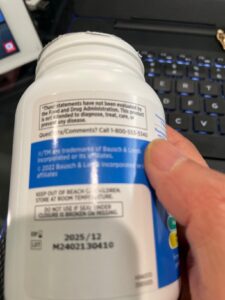 *These statements have not been evaluated by
the Food and Drug Administration. This product
is not intended to diagnose, treat, cure, or
prevent any disease.
Questions/Comments? Call 1-800-553-5340
®/TM are trademarks of Bausch & Lomb
Incorporated or its affiliates.
© 2022 Bausch & Lomb Incorporated or its
affiliates
KEEP OUT OF REACH OF CHILDREN.
STORE AT ROOM TEMPERATURE.
DO NOT USE IF SEAL UNDER
CLOSURE IS BROKEN OR MISSING.
EXP 2025/12
LOT M2402130410